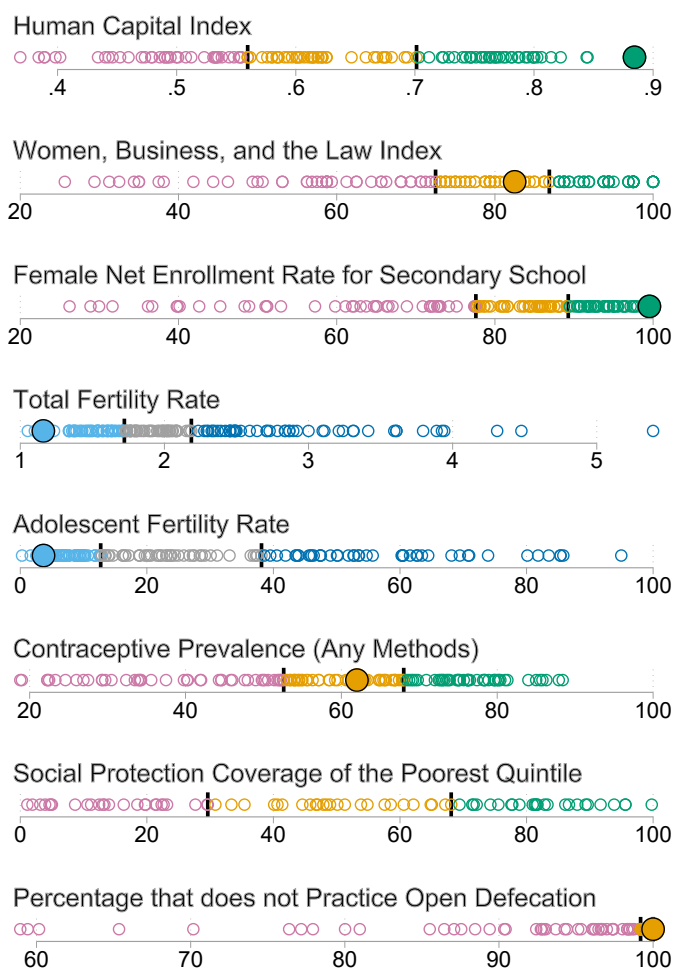 Human Capital Index
.4 .5 .6 .7 .8 .9
Women, Business, and the Law Index
20 40 60 80 100
Female Net Enrollment Rate for Secondary School
20 40 60 80 100
Total Fertility Rate
1 2 3 4 5
Adolescent Fertility Rate
0 20 40 60 80 100
Contraceptive Prevalence (Any Methods)
20 40 60 80 100
Social Protection Coverage of the Poorest Quintile
0 20 40 60 80 100
Percentage that does not Practice Open Defecation
60 70 80 90 100